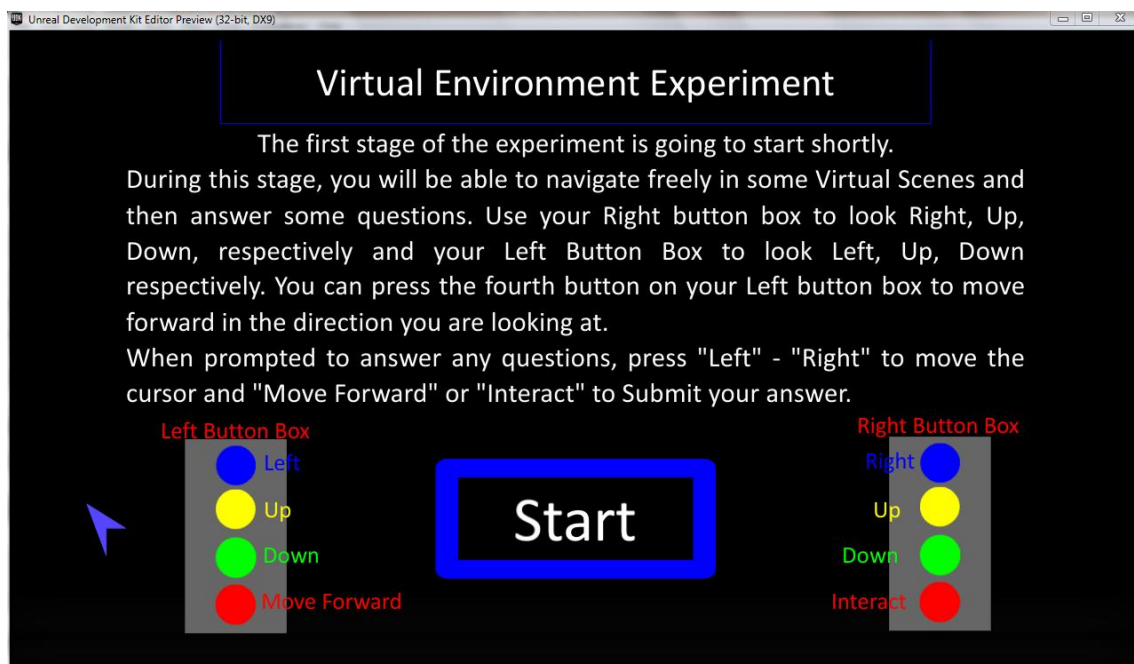 Unreal Development Kit Editor Preview (32-bit, DX9)
Virtual Environment Experiment
The first stage of the experiment is going to start shortly.
During this stage, you will be able to navigate freely in some Virtual Scenes and
then answer some questions. Use your Right button box to look Right, Up,
Down, respectively and your Left Button Box to look Left, Up, Down
respectively. You can press the fourth button on your Left button box to move
forward in the direction you are looking at.
When prompted to answer any questions, press "Left" - "Right" to move the
cursor and "Move Forward" or "Interact" to Submit your answer.
Left Button Box
Left
Up
Down
Move Forward
Start
Right Button Box
Right
Up
Down
Interact